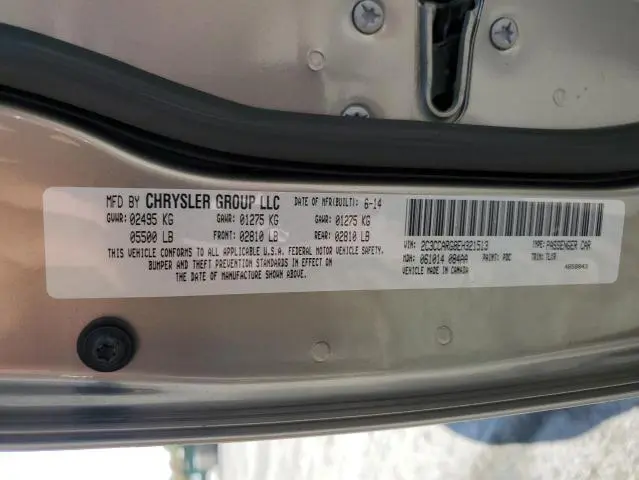 MFD BY CHRYSLER GROUP LLC DATE OF MFR(BUILT): 6-14
GVWR: 02495 KG GAWR: 01275 KG GAWR: 01275 KG
05500 LB FRONT: 02810 LB REAR: 02810 LB
THIS VEHICLE CONFORMS TO ALL APPLICABLE U.S.A. FEDERAL MOTOR VEHICLE SAFETY,
BUMPER AND THEFT PREVENTION STANDARDS IN EFFECT ON
THE DATE OF MANUFACTURE SHOWN ABOVE.
VIN: 2C3CCARG8EH321513 TYPE: PASSENGER CAR
MDH: 061014 084AA PAINT: PDC TRIM: TLSR
VEHICLE MADE IN CANADA